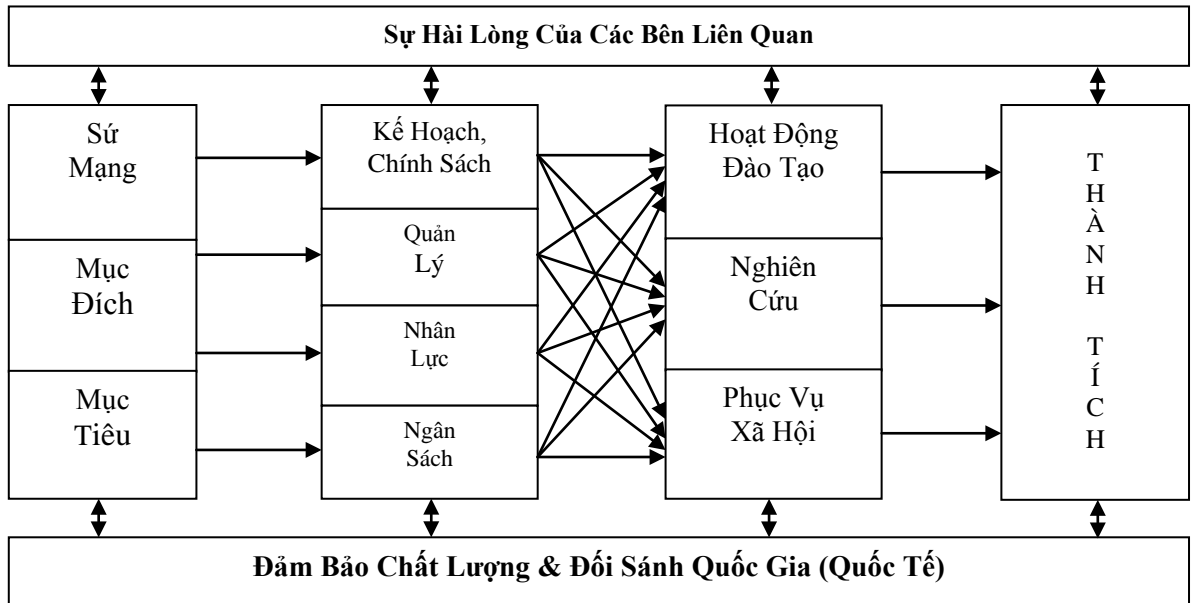 Sự Hài Lòng Của Các Bên Liên Quan
Sứ
Mạng
Mục
Đích
Mục
Tiêu
Kế Hoạch,
Chính Sách
Quản
Lý
Nhân
Lực
Ngân
Sách
Hoạt Động
Đào Tạo
Nghiên
Cứu
Phục Vụ
Xã Hội
T
H
À
N
H
T
Í
C
H
Đảm Bảo Chất Lượng & Đối Sánh Quốc Gia (Quốc Tế)